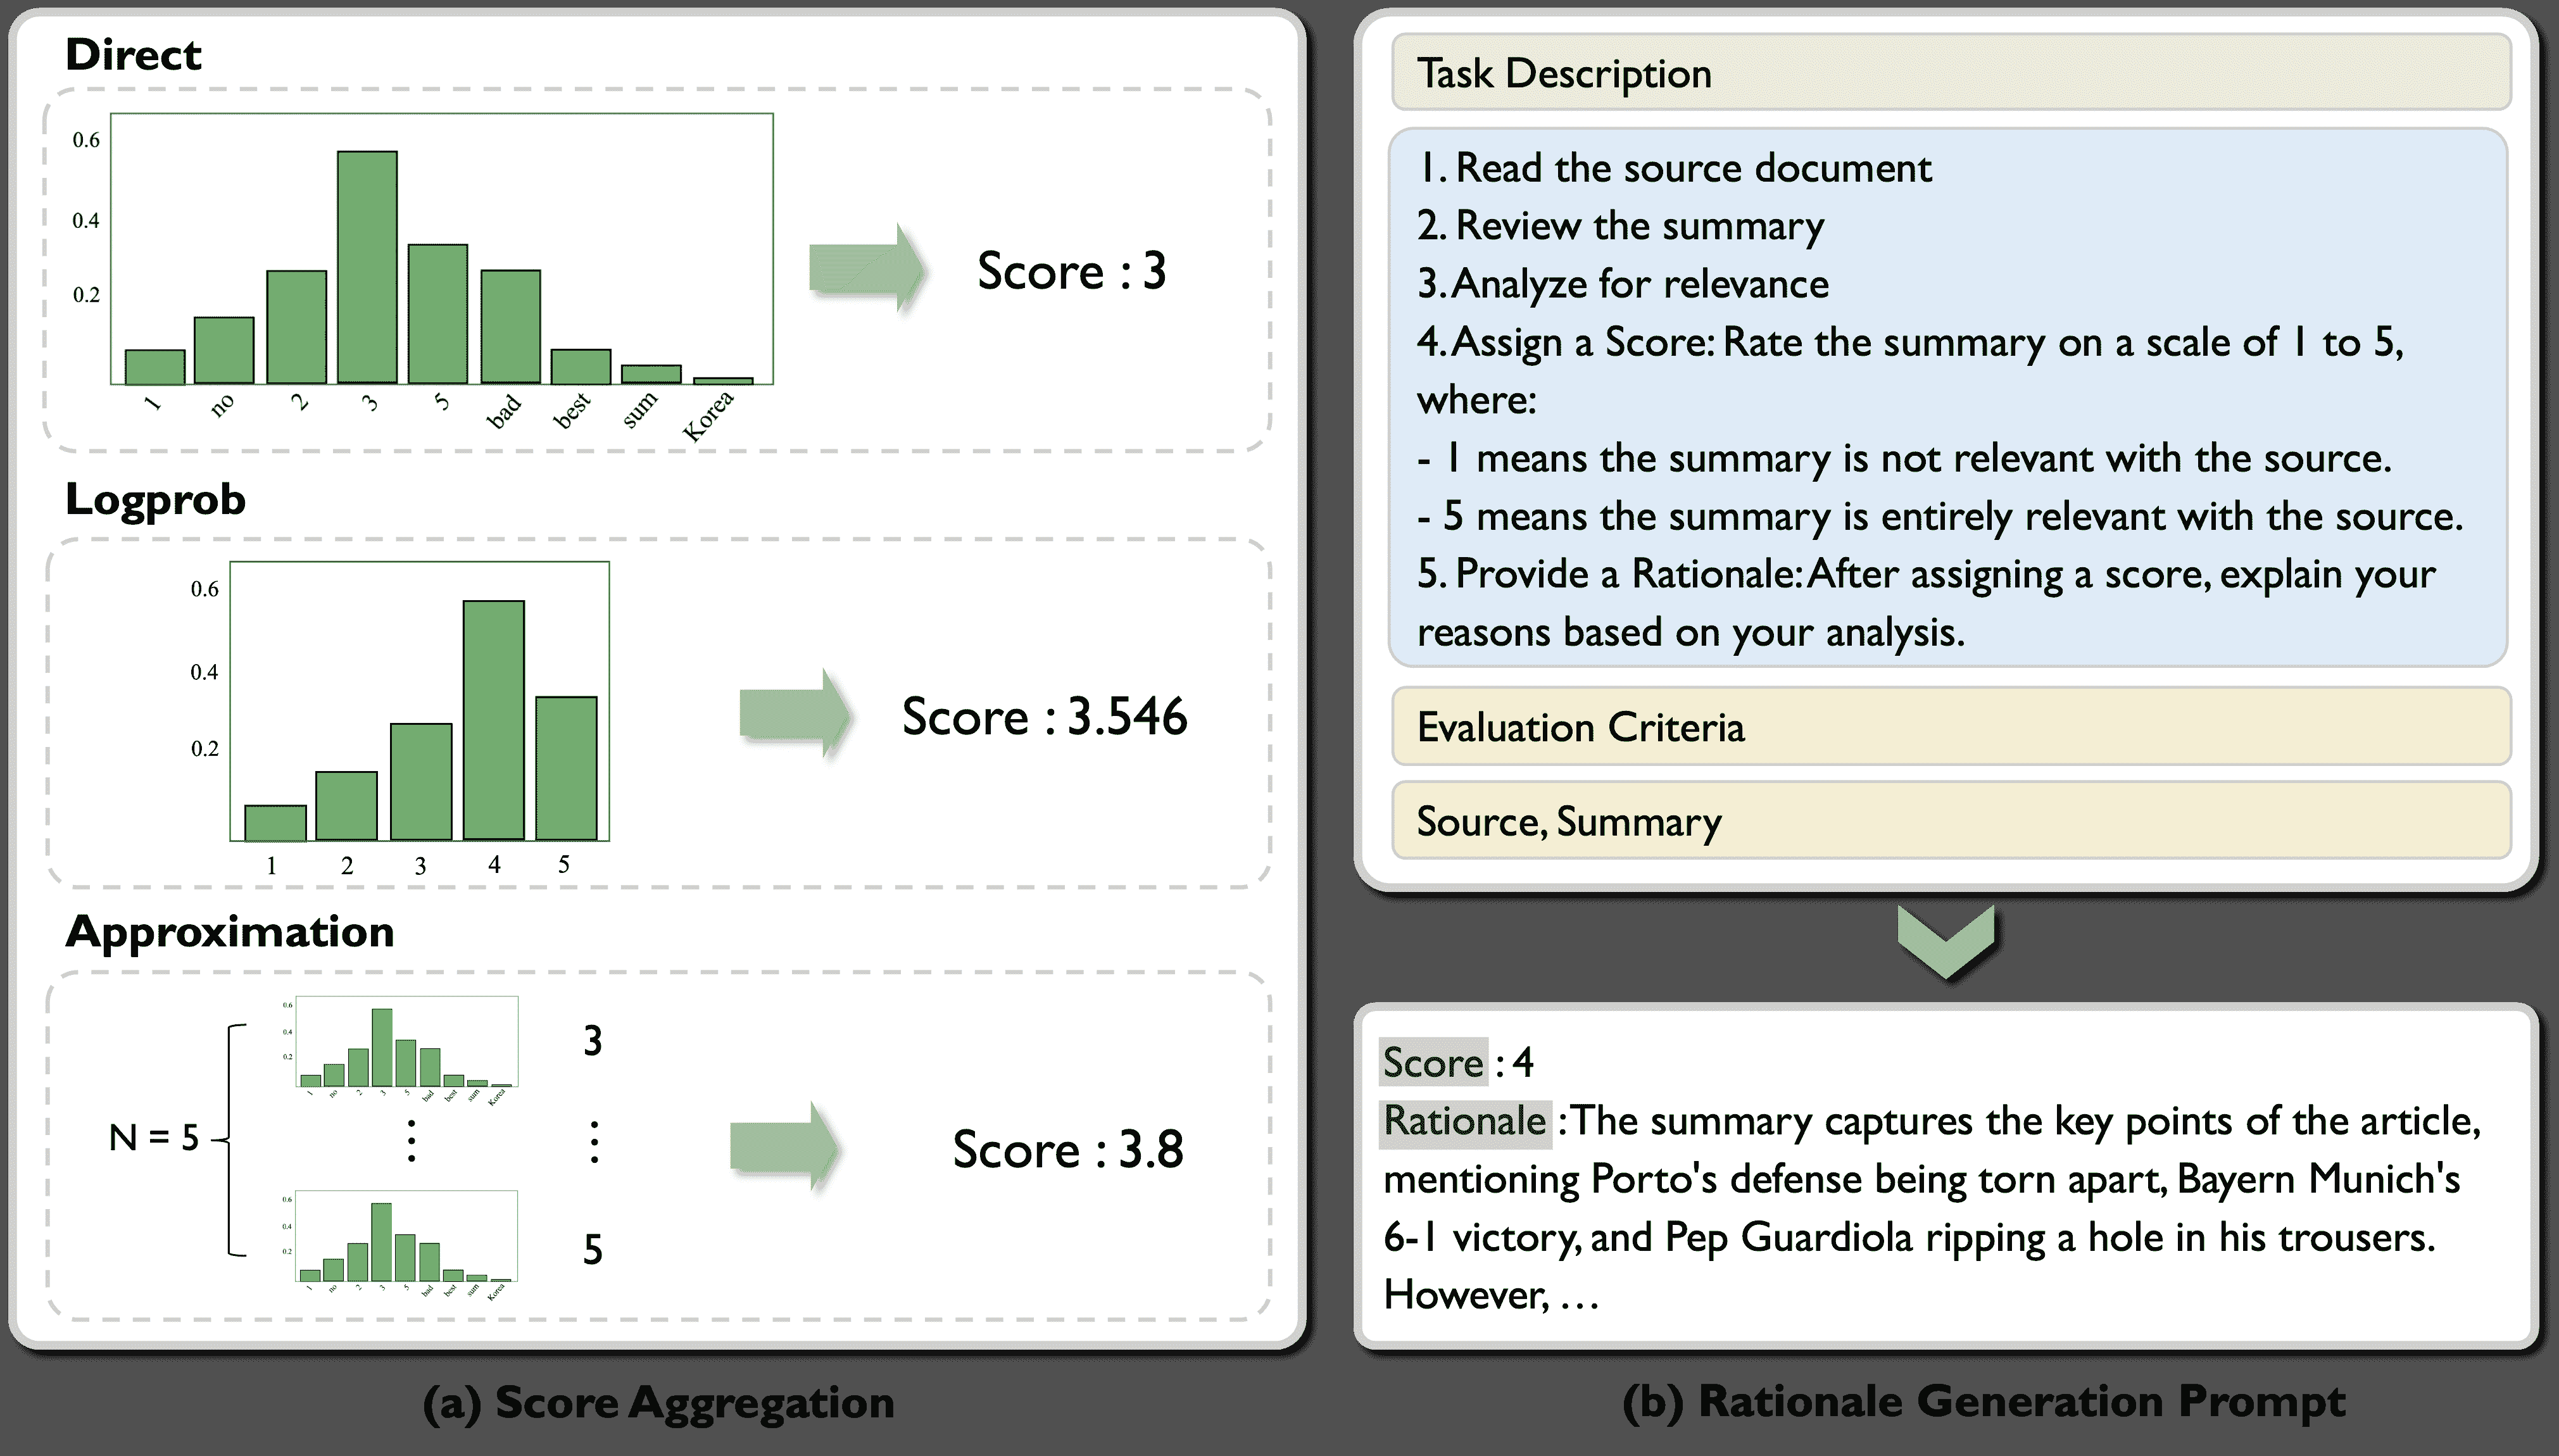 Direct
0.6
0.4
0.2
1 no 2 3 5 bad best sum Korea
Score : 3
Logprob
0.6
0.4
0.2
1 2 3 4 5
Score : 3.546
Approximation
N = 5
0.6
0.4
0.2
1 no 2 3 5 bad best sum Korea
3
0.6
0.4
0.2
1 no 2 3 5 bad best sum Korea
5
Score : 3.8
(a) Score Aggregation
Task Description
1. Read the source document
2. Review the summary
3. Analyze for relevance
4. Assign a Score: Rate the summary on a scale of 1 to 5,
where:
- 1 means the summary is not relevant with the source.
- 5 means the summary is entirely relevant with the source.
5. Provide a Rationale: After assigning a score, explain your
reasons based on your analysis.
Evaluation Criteria
Source, Summary
Score : 4
Rationale : The summary captures the key points of the article,
mentioning Porto's defense being torn apart, Bayern Munich's
6-1 victory, and Pep Guardiola ripping a hole in his trousers.
However, …
(b) Rationale Generation Prompt